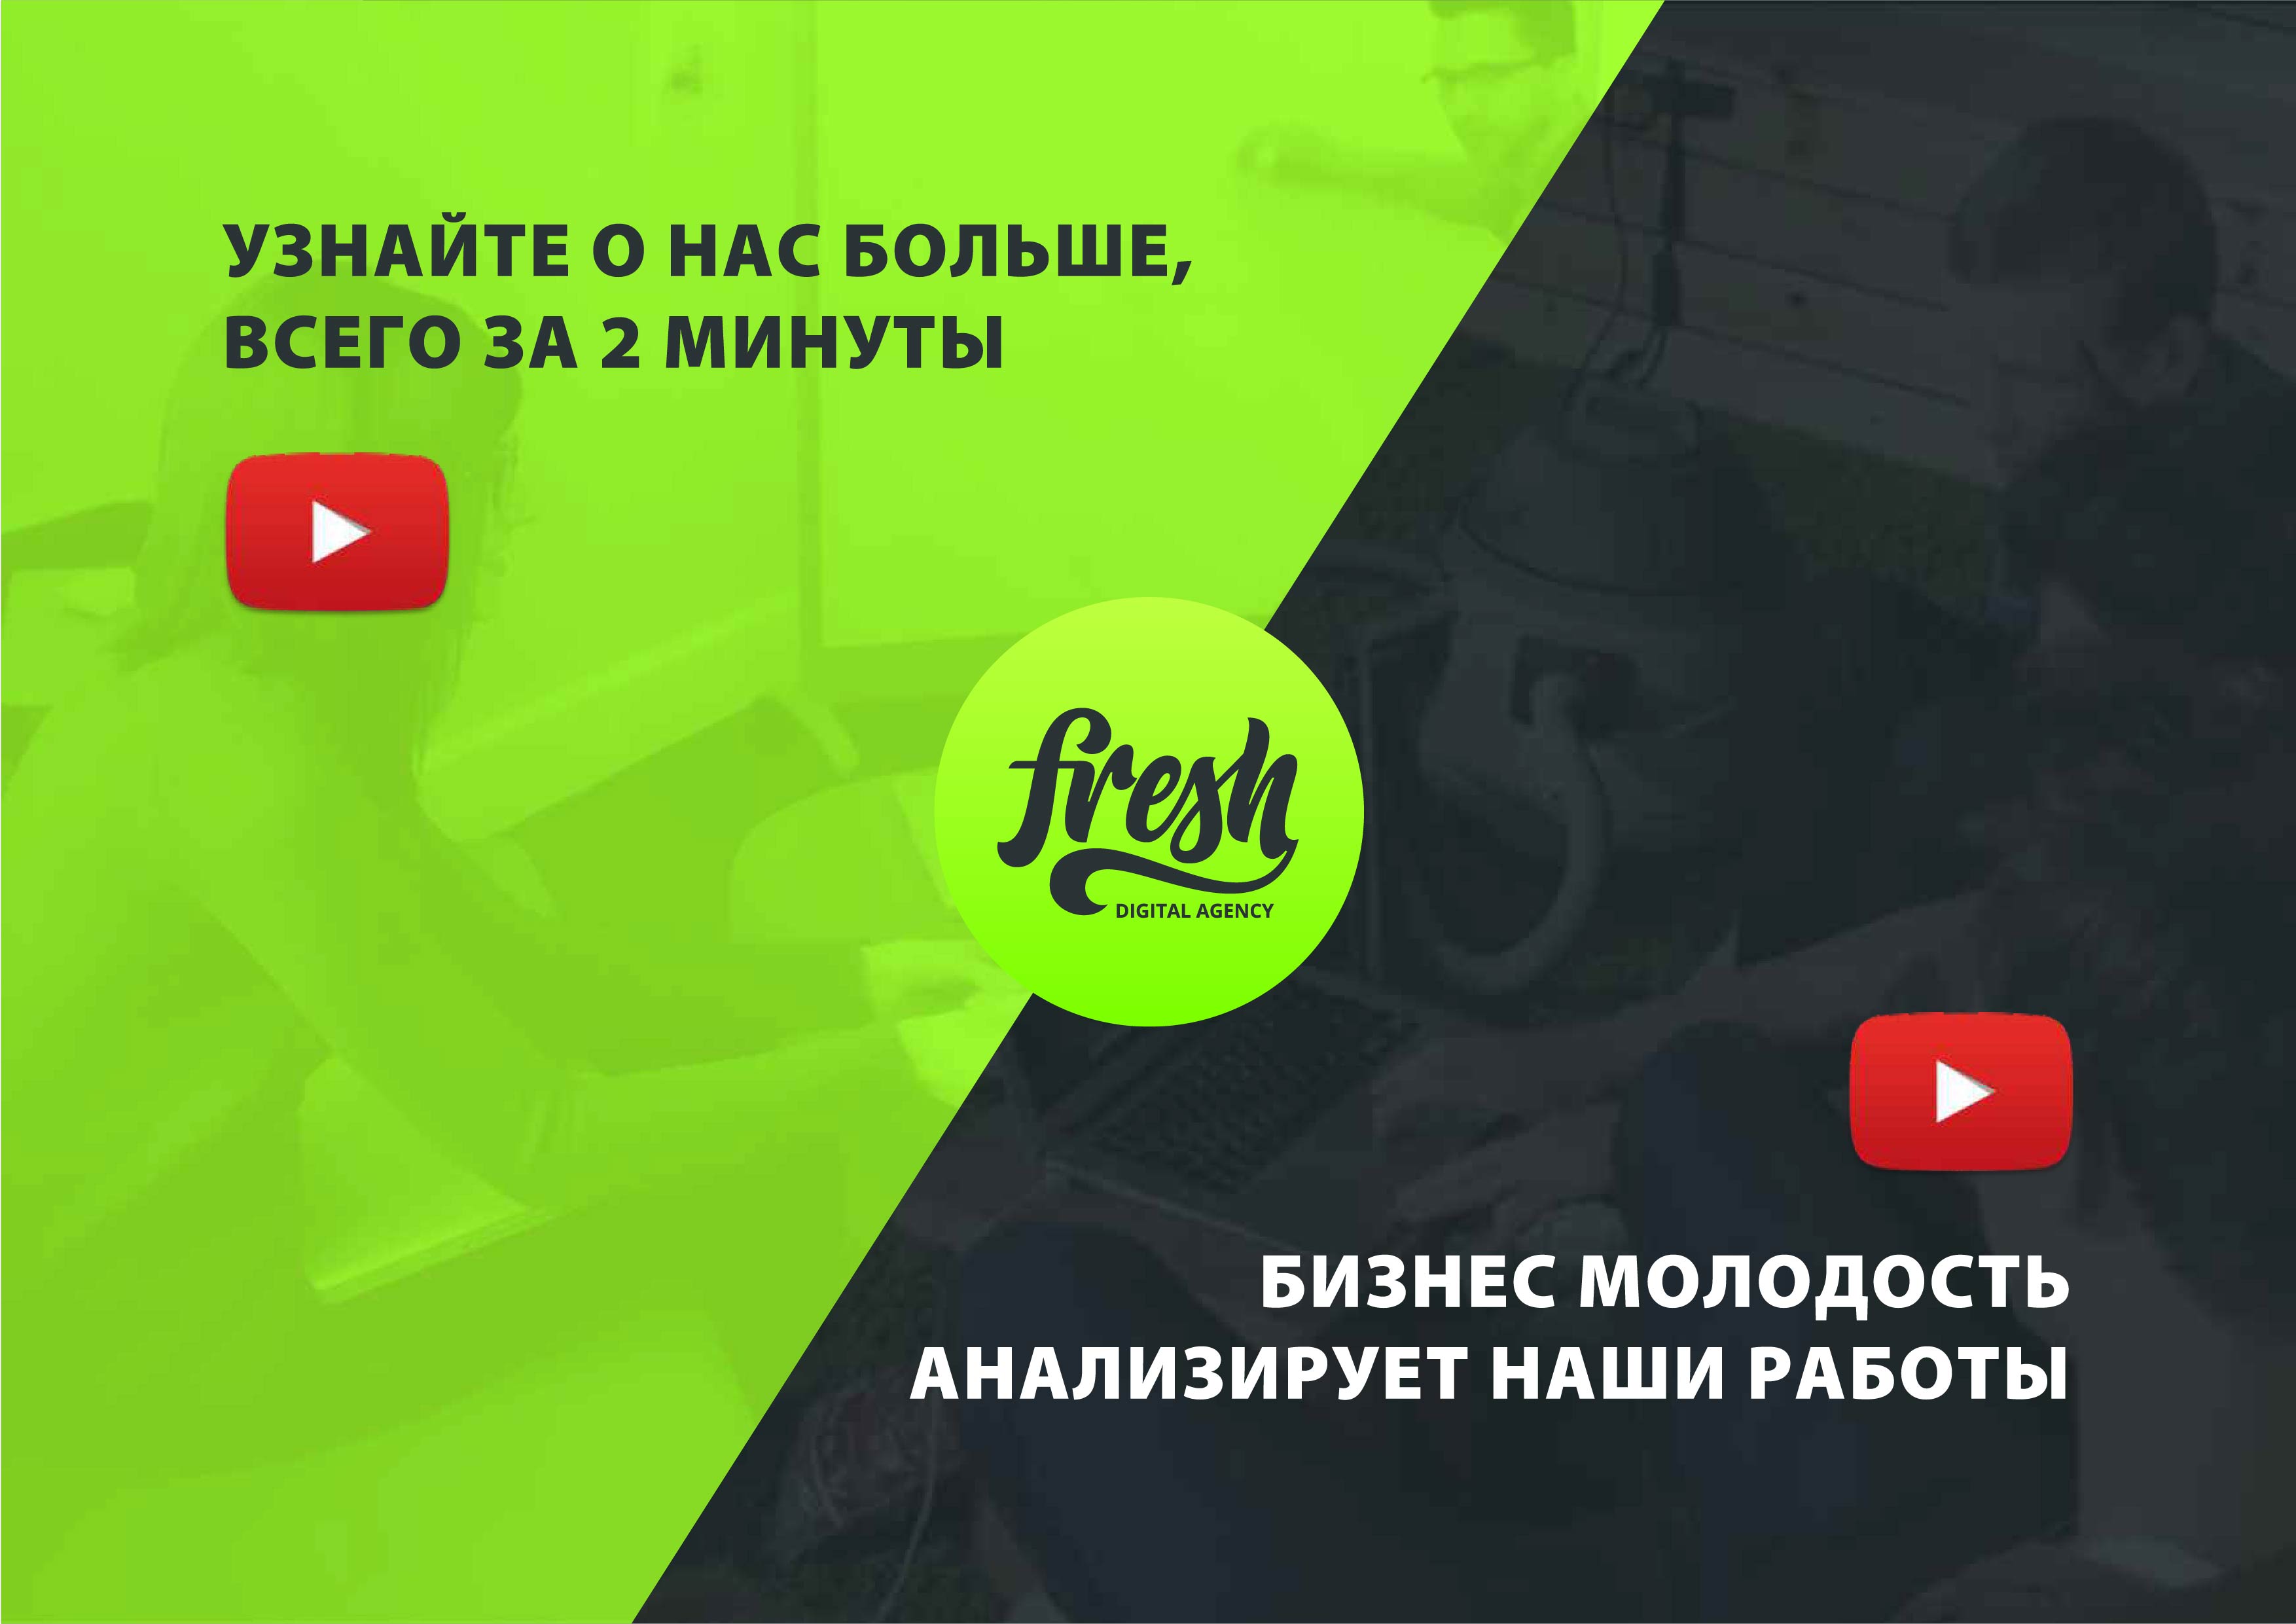 УЗНАЙТЕ О НАС БОЛЬШЕ,
ВСЕГО ЗА 2 МИНУТЫ
fresh
DIGITAL AGENCY
БИЗНЕС МОЛОДОСТЬ
АНАЛИЗИРУЕТ НАШИ РАБОТЫ